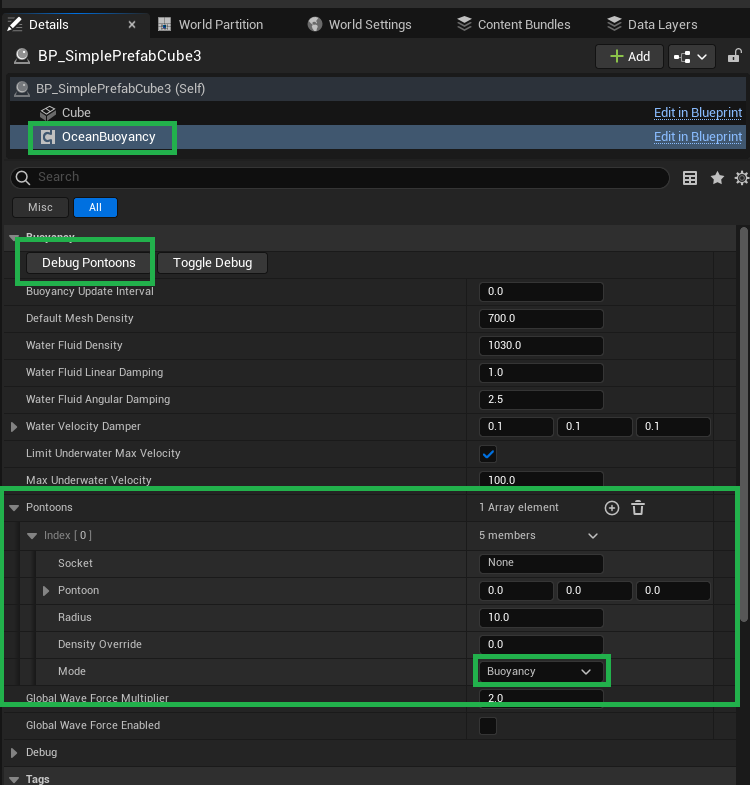 Details × World Partition World Settings Content Bundles Data Layers
BP_SimplePrefabCube3 + Add
BP_SimplePrefabCube3 (Self)
Cube Edit in Blueprint
OceanBuoyancy Edit in Blueprint
Search
Misc All
Buoyancy
Debug Pontoons Toggle Debug
Buoyancy Update Interval 0.0
Default Mesh Density 700.0
Water Fluid Density 1030.0
Water Fluid Linear Damping 1.0
Water Fluid Angular Damping 2.5
Water Velocity Damper 0.1 0.1 0.1
Limit Underwater Max Velocity
Max Underwater Velocity 100.0
Pontoons 1 Array element
Index [ 0 ] 5 members
Socket None
Pontoon 0.0 0.0 0.0
Radius 10.0
Density Override 0.0
Mode Buoyancy
Global Wave Force Multiplier 2.0
Global Wave Force Enabled
Debug
Tags